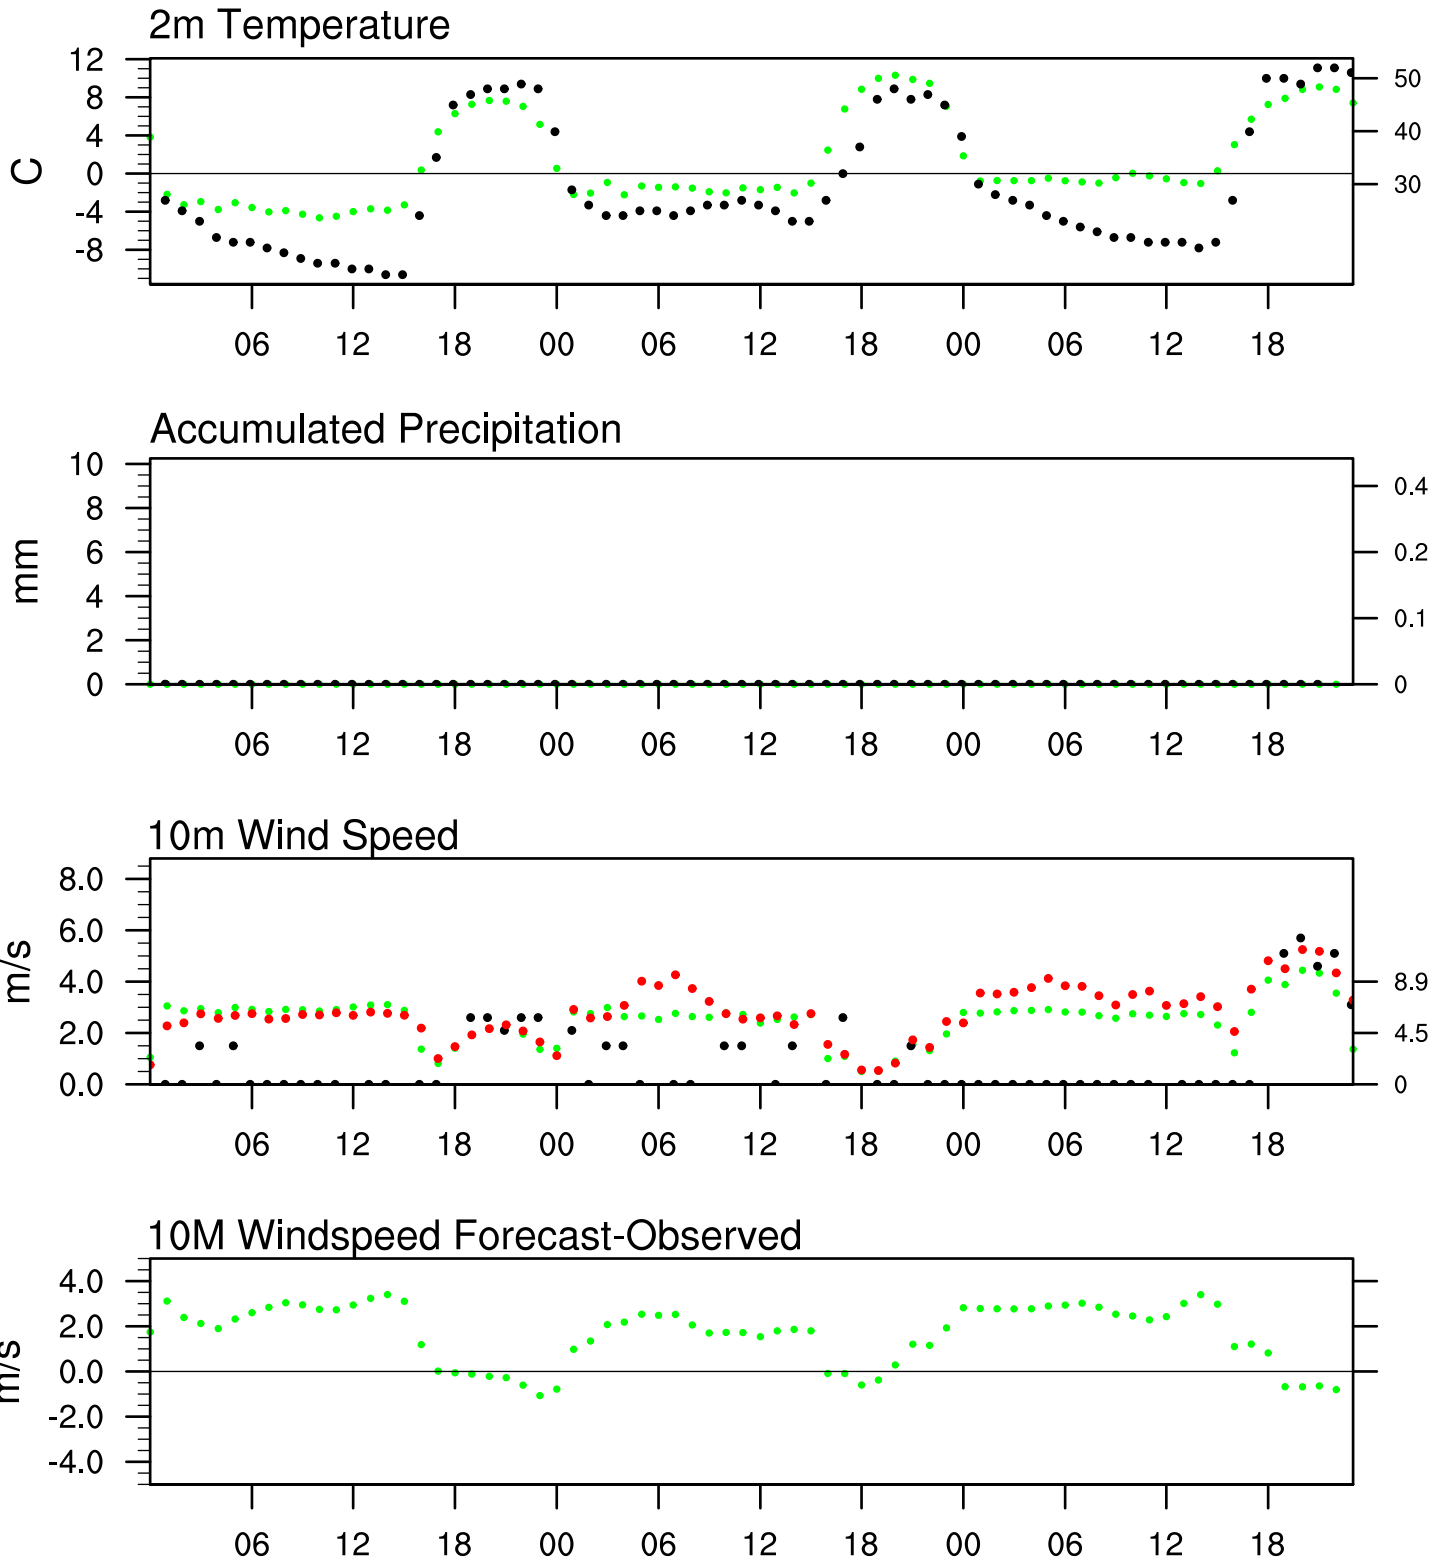 2m Temperature
12
8
4
0
-4
-8
C
50
40
30
06 12 18 00 06 12 18 00 06 12 18
Accumulated Precipitation
10
8
6
4
2
0
mm
0.4
0.2
0.1
0
06 12 18 00 06 12 18 00 06 12 18
10m Wind Speed
8.0
6.0
4.0
2.0
0.0
m/s
8.9
4.5
0
06 12 18 00 06 12 18 00 06 12 18
10M Windspeed Forecast-Observed
4.0
2.0
0.0
-2.0
-4.0
m/s
06 12 18 00 06 12 18 00 06 12 18